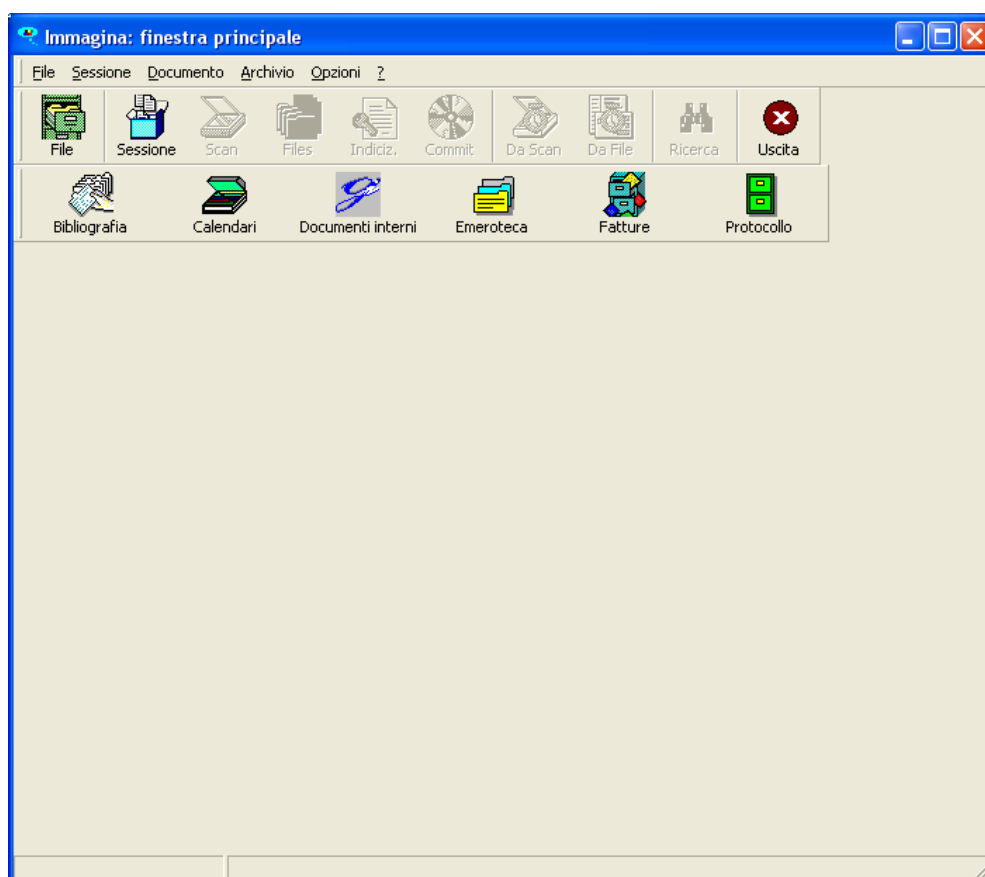 Immagina: finestra principale
File Sessione Documento Archivio Opzioni ?
File Sessione Scan Files Indiciz. Commit Da Scan Da File Ricerca Uscita
Bibliografia Calendari Documenti interni Emeroteca Fatture Protocollo